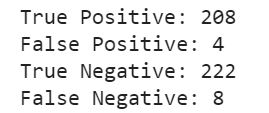 True Positive: 208
False Positive: 4
True Negative: 222
False Negative: 8